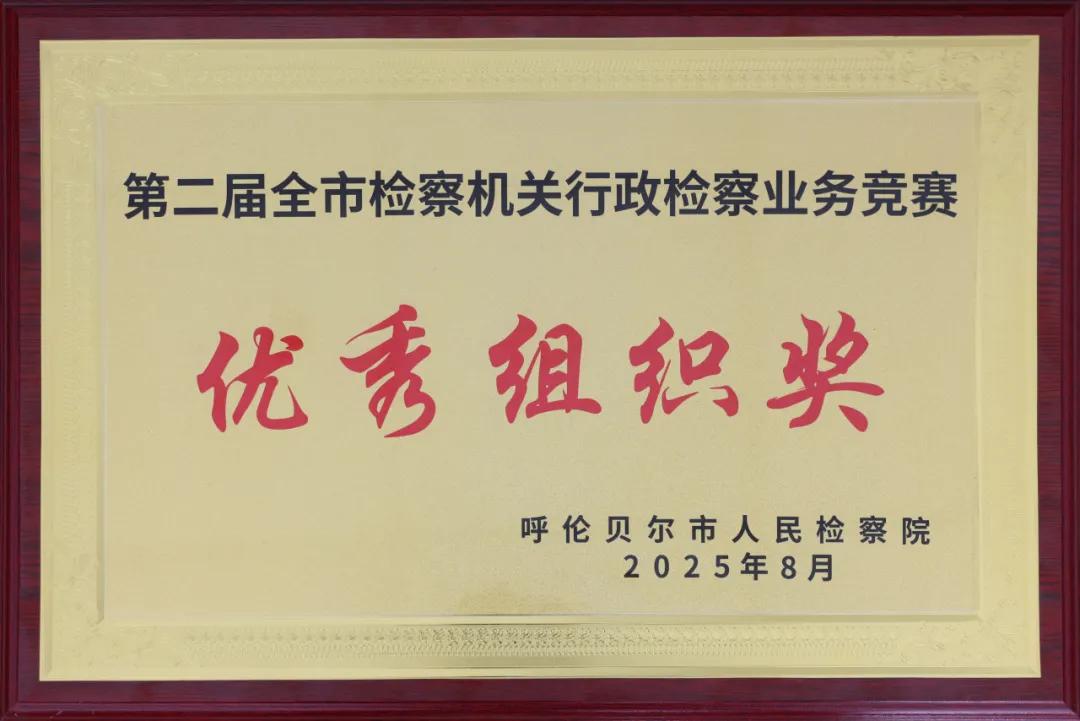 第二届全市检察机关行政检察业务竞赛
优秀组织奖
呼伦贝尔市人民检察院
2025年8月